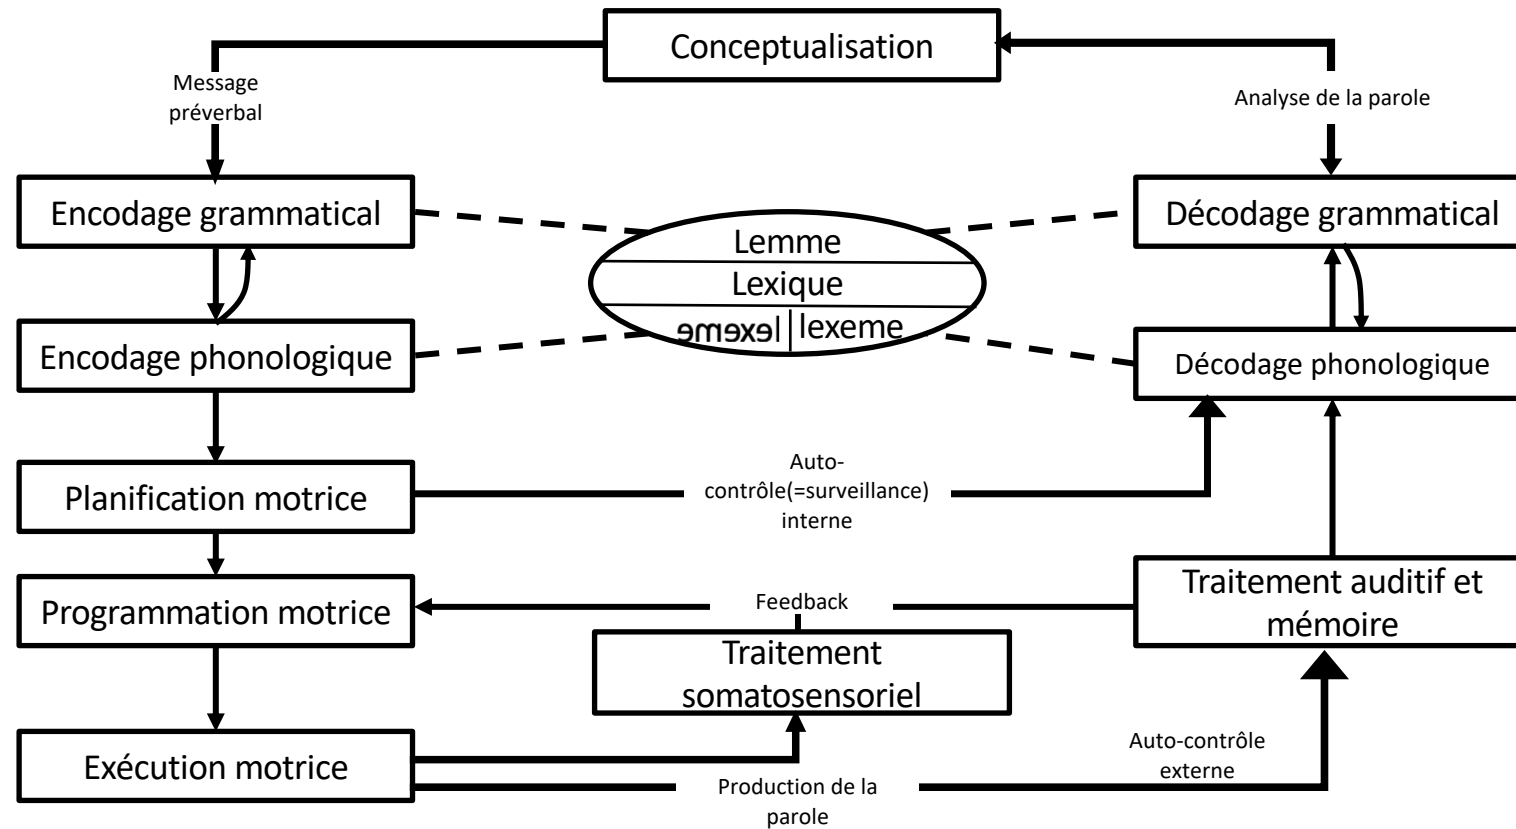 Conceptualisation
Message
préverbal
Analyse de la parole
Encodage grammatical
Décodage grammatical
Lemme
Lexique
lexeme | lexeme
Encodage phonologique
Décodage phonologique
Planification motrice
Auto-
contrôle(=surveillance)
interne
Programmation motrice
Feedback
Traitement auditif et
mémoire
Traitement
somatosensoriel
Exécution motrice
Auto-contrôle
externe
Production de la
parole